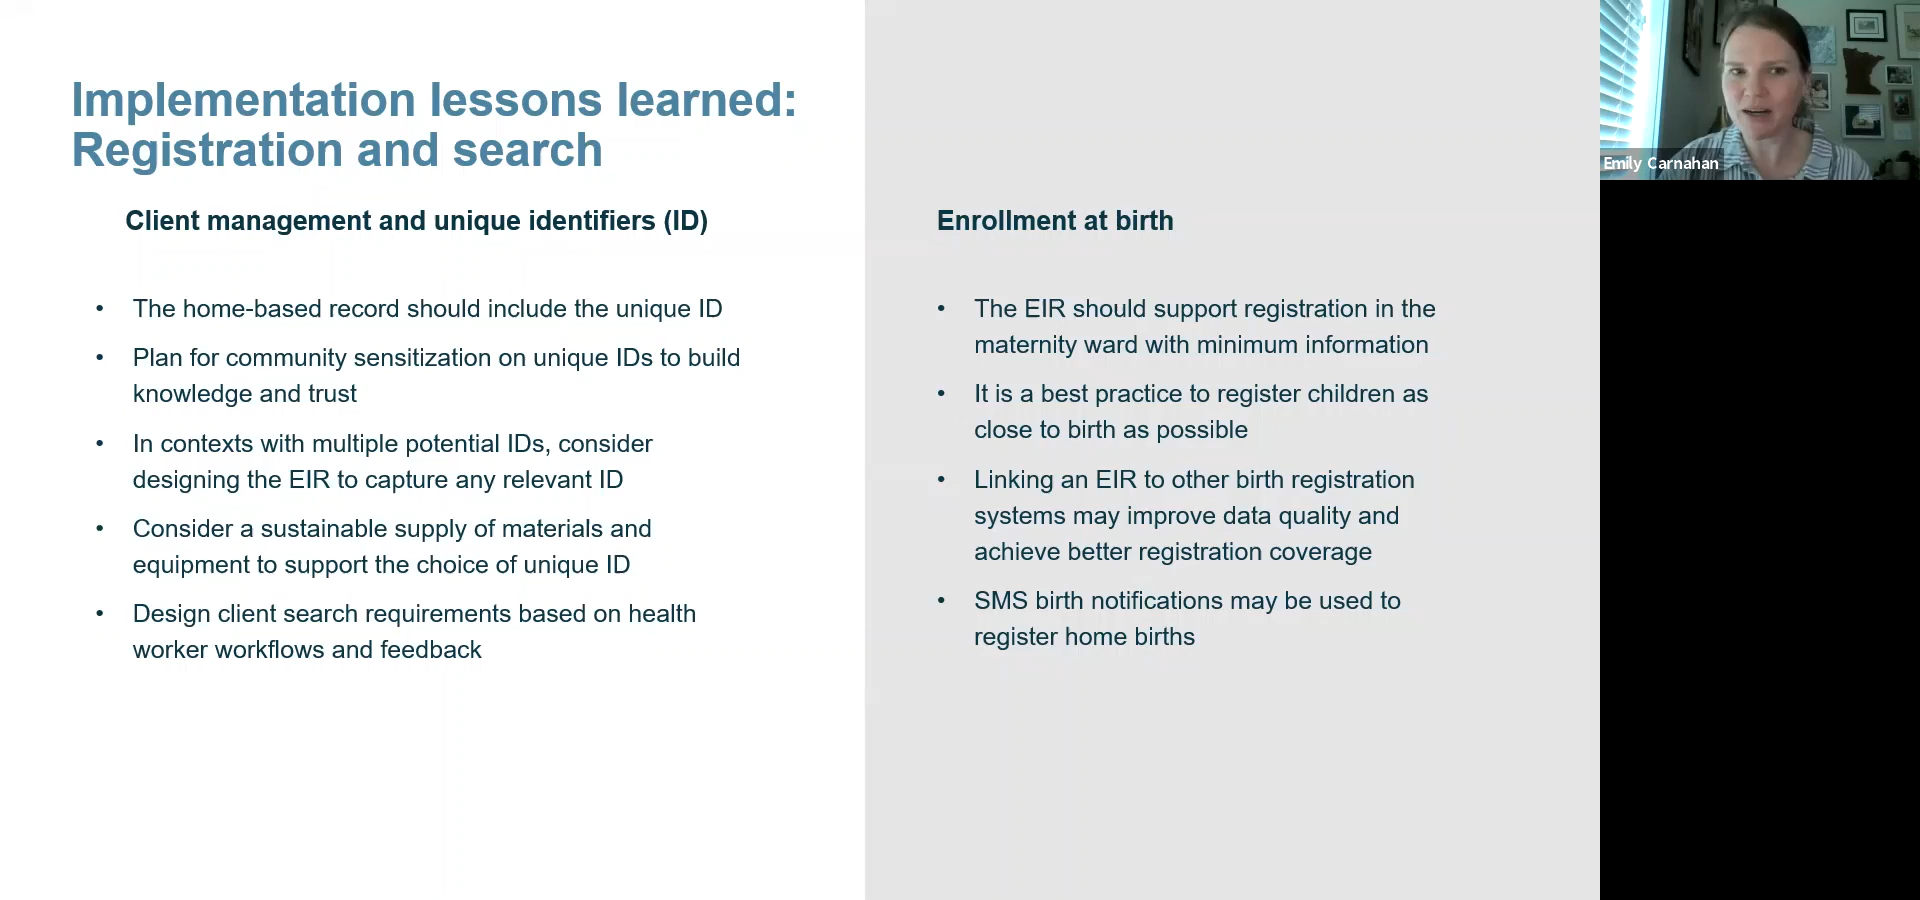 Implementation lessons learned:
Registration and search
Client management and unique identifiers (ID)
• The home-based record should include the unique ID
• Plan for community sensitization on unique IDs to build
knowledge and trust
• In contexts with multiple potential IDs, consider
designing the EIR to capture any relevant ID
• Consider a sustainable supply of materials and
equipment to support the choice of unique ID
• Design client search requirements based on health
worker workflows and feedback
Enrollment at birth
• The EIR should support registration in the
maternity ward with minimum information
• It is a best practice to register children as
close to birth as possible
• Linking an EIR to other birth registration
systems may improve data quality and
achieve better registration coverage
• SMS birth notifications may be used to
register home births
Emily Carnahan